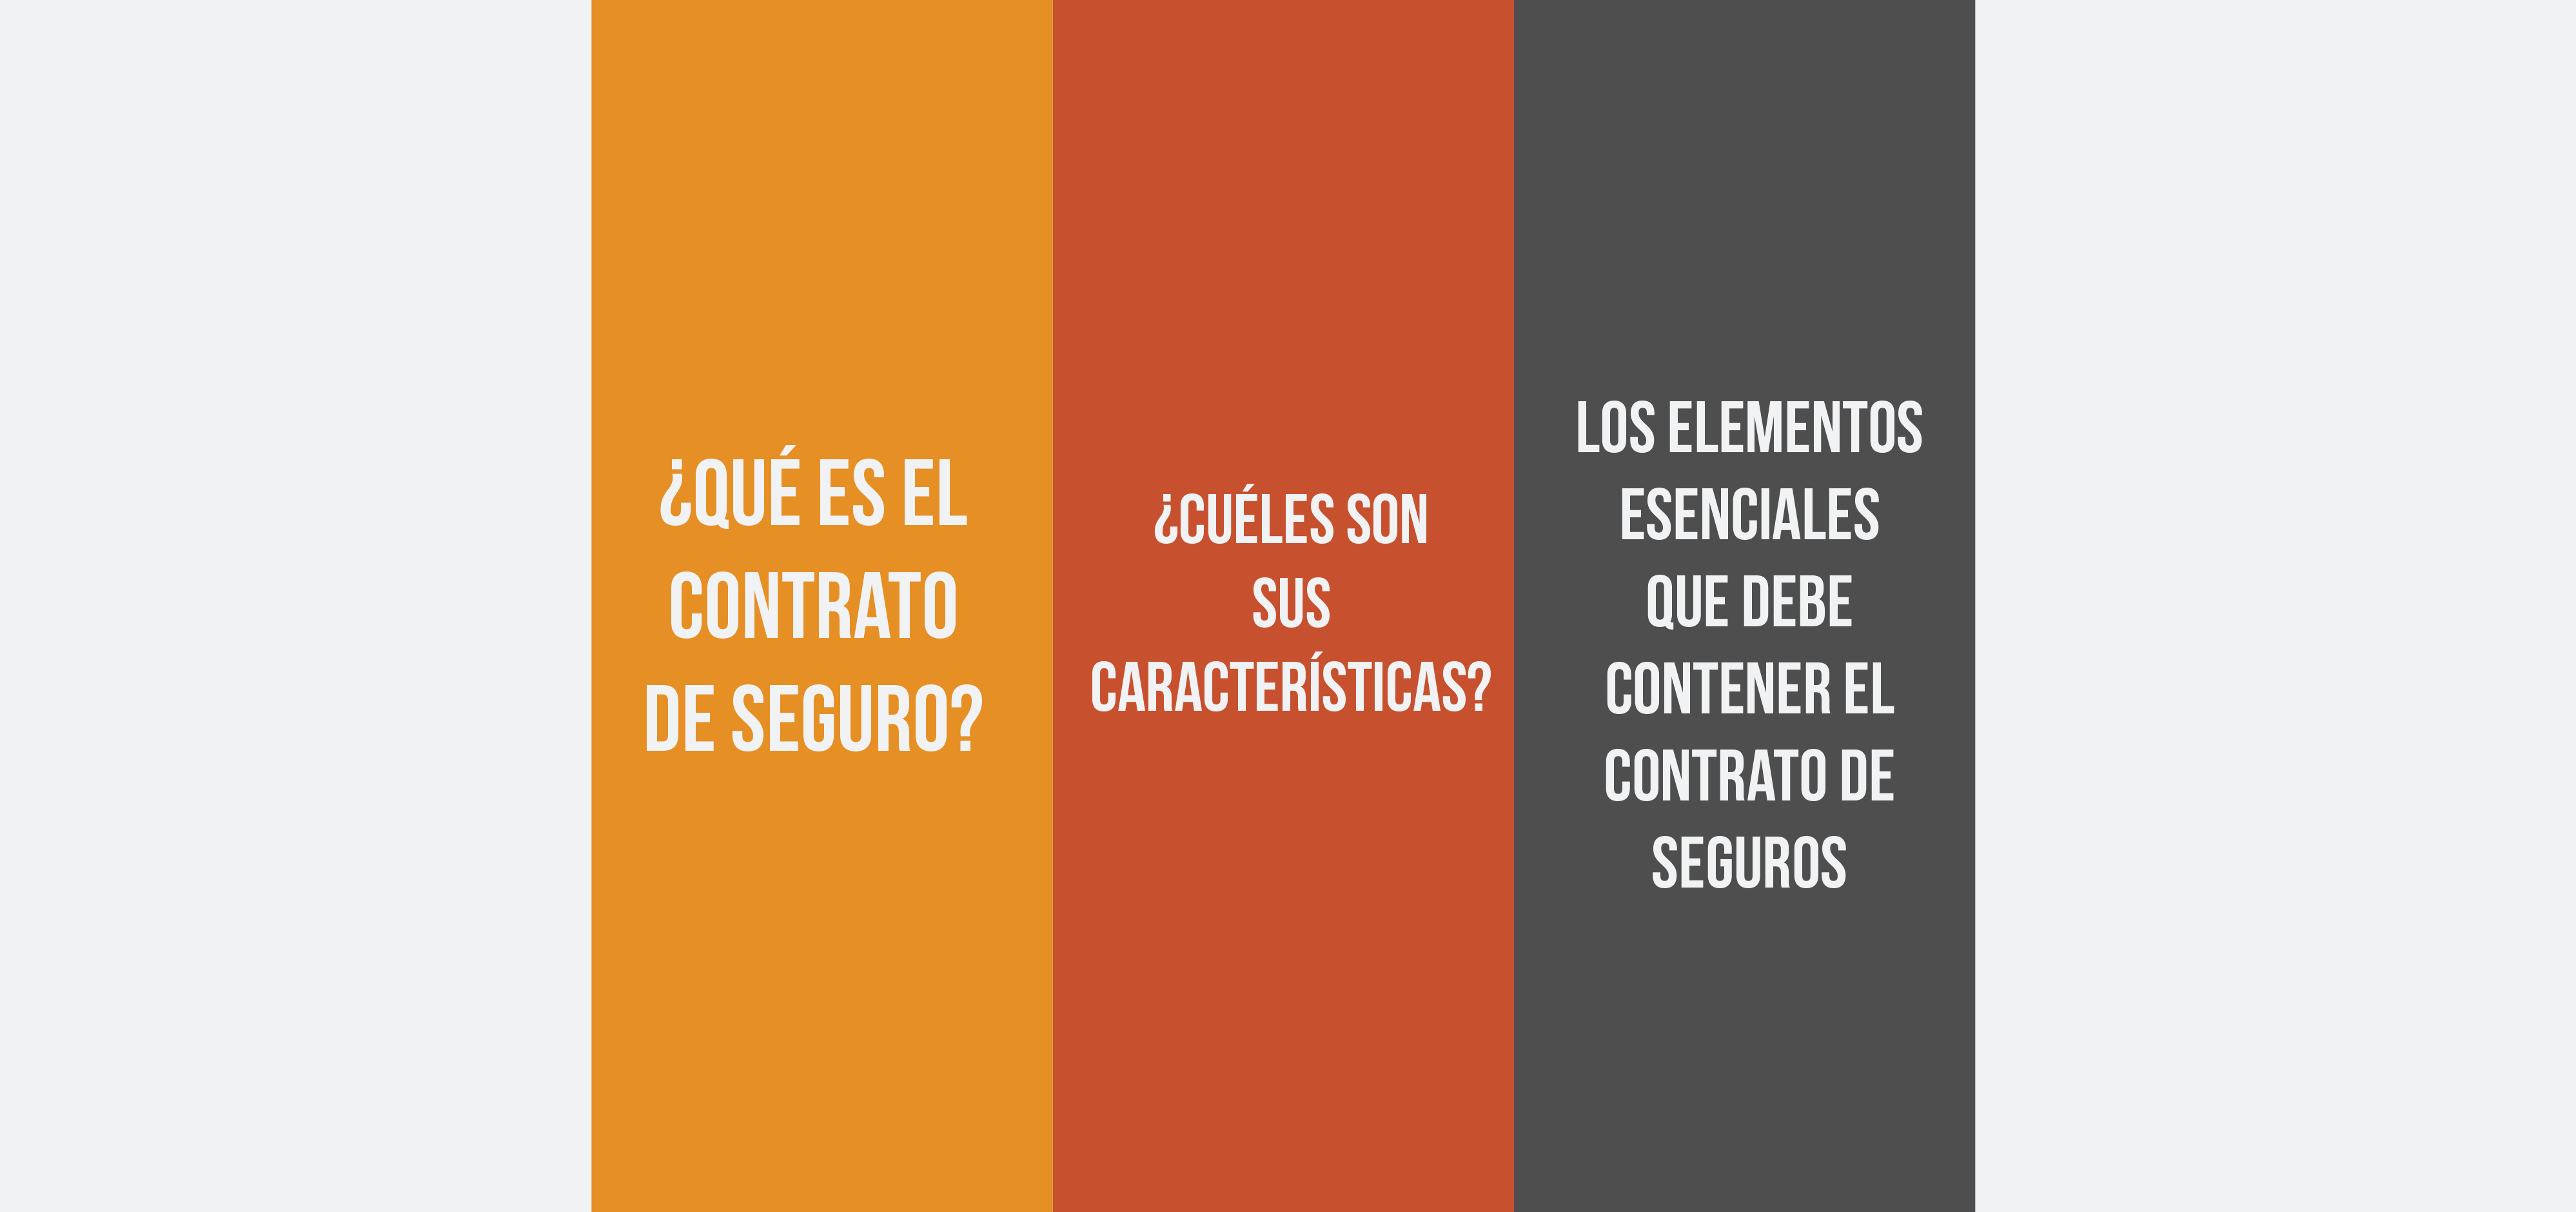 ¿QUÉ ES EL
CONTRATO
DE SEGURO?
¿CUÉLES SON
SUS
CARACTERÍSTICAS?
LOS ELEMENTOS
ESENCIALES
QUE DEBE
CONTENER EL
CONTRATO DE
SEGUROS